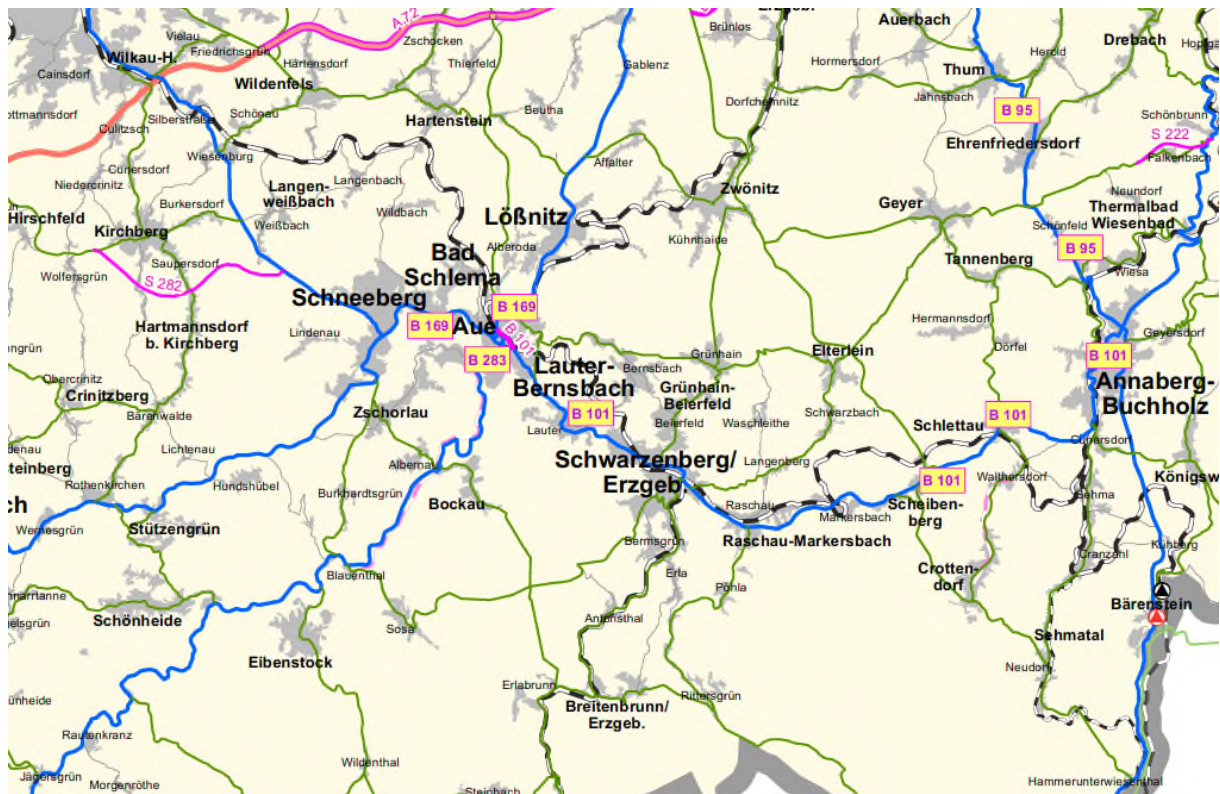 A 72
Brünlos
Auerbach
Vielau
Friedrichsgrün
Zschocken
Herold
Drebach
Wilkau-H.
Härtensdorf
Thierfeld
Gablenz
Hormersdorf
Thum
Cainsdorf
Wildenfels
Jahnsbach
Dorfchemnitz
Beutha
B 95
Silberstraße
Schönau
Hartenstein
Schönbrunn
Culitzsch
S 222
Ehrenfriedersdorf
Wiesenburg
Falkenbach
Affalter
Cunersdorf
Langenbach
Niedercrinitz
Langen-
weißbach
Zwönitz
Neundorf
Burkersdorf
Geyer
Thermalbad
Wiesenbad
Hirschfeld
Wildbach
Lößnitz
Kirchberg
Weißbach
Schönfeld
Kühnhaide
Alberoda
B 95
Bad
Schlema
Saupersdorf
Tannenberg
Wiesa
Wolfersgrün
S 282
Schneeberg
B 169
Hermannsdorf
Hartmannsdorf
b. Kirchberg
Lindenau
B 169
Aue
B 101
Geyersdorf
Dörfel
B 283
Grünhain
Elterlein
B 101
Lauter-
Bernsbach
Bernsbach
Obercrinitz
Grünhain-
Beierfeld
Annaberg-
Buchholz
Crinitzberg
Zschorlau
B 101
Schwarzbach
B 101
Bärenwalde
Beierfeld
Waschleithe
Schlettau
Lauter
Cunersdorf
Lichtenau
Schwarzenberg/
Erzgeb.
Langenberg
Albernau
Walthersdorf
Rothenkirchen
Hundshübel
B 101
Burkhardtsgrün
Sehma
Bockau
Raschau
Scheiben-
berg
Markersbach
Wernesgrün
Stützengrün
Raschau-Markersbach
Bermsgrün
Kühberg
Cranzahl
Blauenthal
Erla
Crotten-
dorf
Pöhla
Bärenstein
Schönheide
Antonsthal
Sosa
Sehmatal
Eibenstock
Neudorf
Erlabrunn
Rittersgrün
Breitenbrunn/
Erzgeb.
Rautenkranz
Wildenthal
Jägersgrün
Morgenröthe
Steinbach
Hammerunterwiesenthal